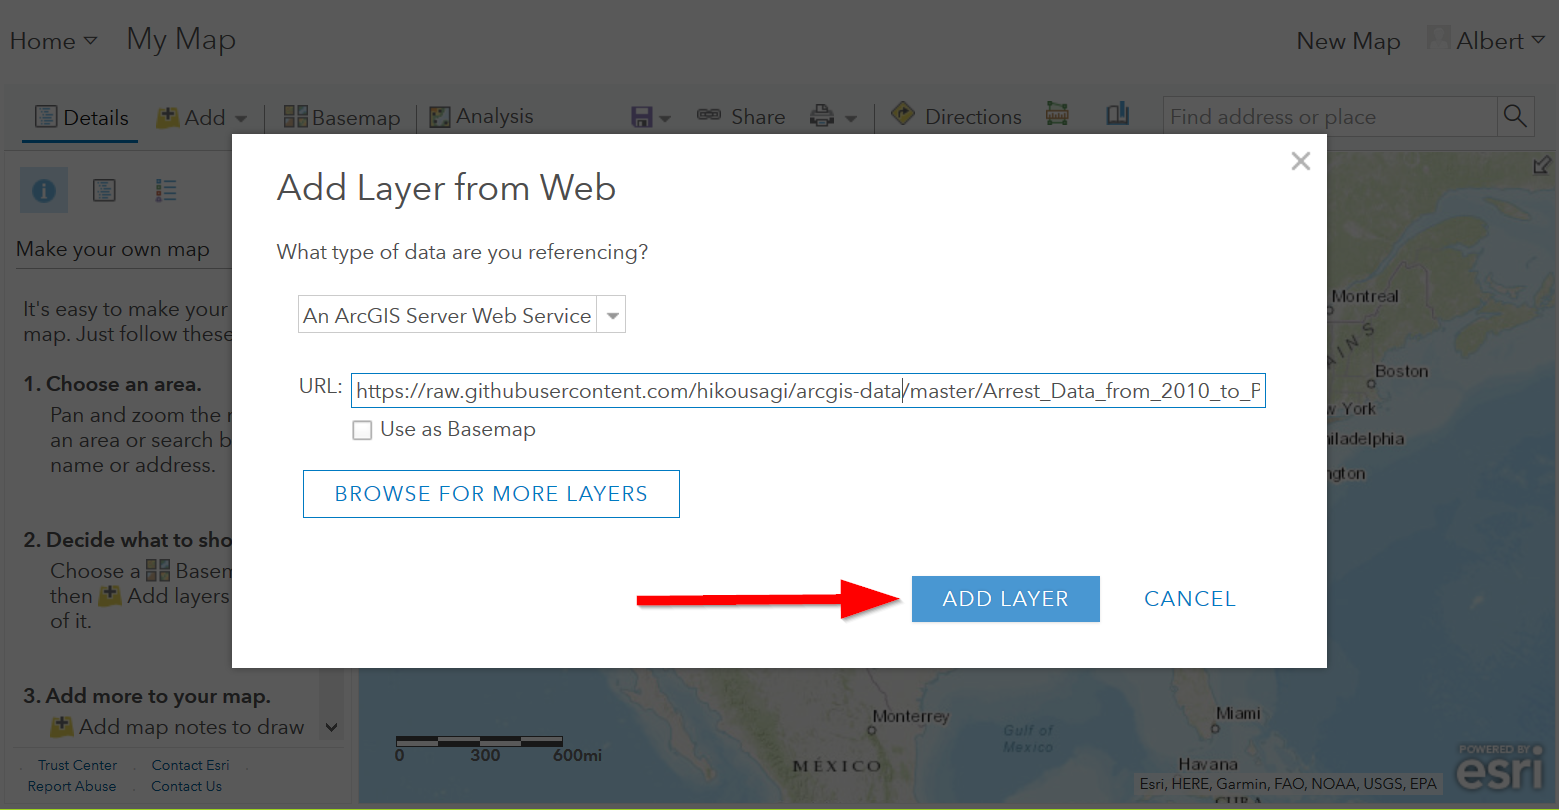 Home
My Map
New Map
Albert
Details
Add
Basemap
Analysis
Share
Directions
Find address or place
Add Layer from Web
What type of data are you referencing?
An ArcGIS Server Web Service
URL:
https://raw.githubusercontent.com/hikousagi/arcgis-data/master/Arrest_Data_from_2010_to_P
Use as Basemap
BROWSE FOR MORE LAYERS
ADD LAYER
CANCEL
Make your own map
It's easy to make your
map. Just follow these
1. Choose an area.
Pan and zoom the
an area or search b
name or address.
2. Decide what to sho
Choose a Basem
then Add layers
of it.
3. Add more to your map.
Add map notes to draw
Trust Center
Contact Esri
Report Abuse
Contact Us
Montreal
AINS
Boston
w York
hiladelphia
ngton
Monterrey
Gulf of
Mexico
Miami
Havana
MÉXICO
CUBA
0 300 600mi
POWERED BY
esri
Esri, HERE, Garmin, FAO, NOAA, USGS, EPA